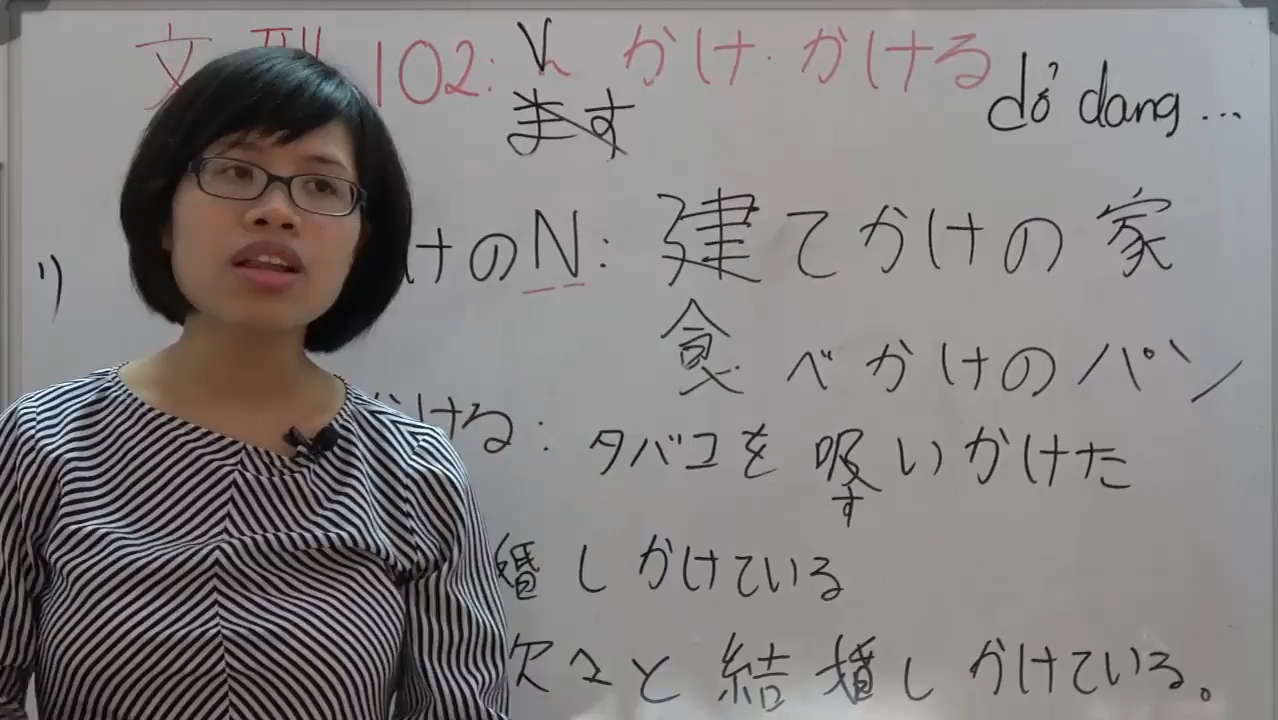 文型102: V かけ・かける
ます dở dang...
けのN: 建てかけの家
食べかけのパン
ける: タバコを吸いかけた
す
婚しかけている
と結婚しかけている。